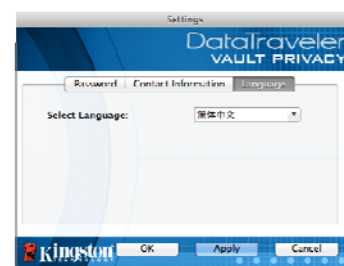 Settings
DataTraveler
VAULT PRIVACY
Password Contact Information Language
Select Language: 简体中文
Kingston OK Apply Cancel